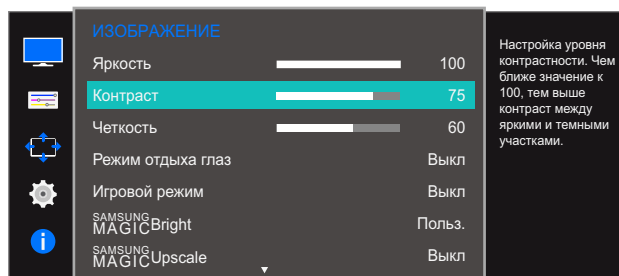 ИЗОБРАЖЕНИЕ
Яркость 100
Контраст 75
Четкость 60
Режим отдыха глаз Выкл
Игровой режим Выкл
SAMSUNG MAGIC Bright Польз.
SAMSUNG MAGIC Upscale Выкл
Настройка уровня
контрастности. Чем
ближе значение к
100, тем выше
контраст между
яркими и темными
участками.